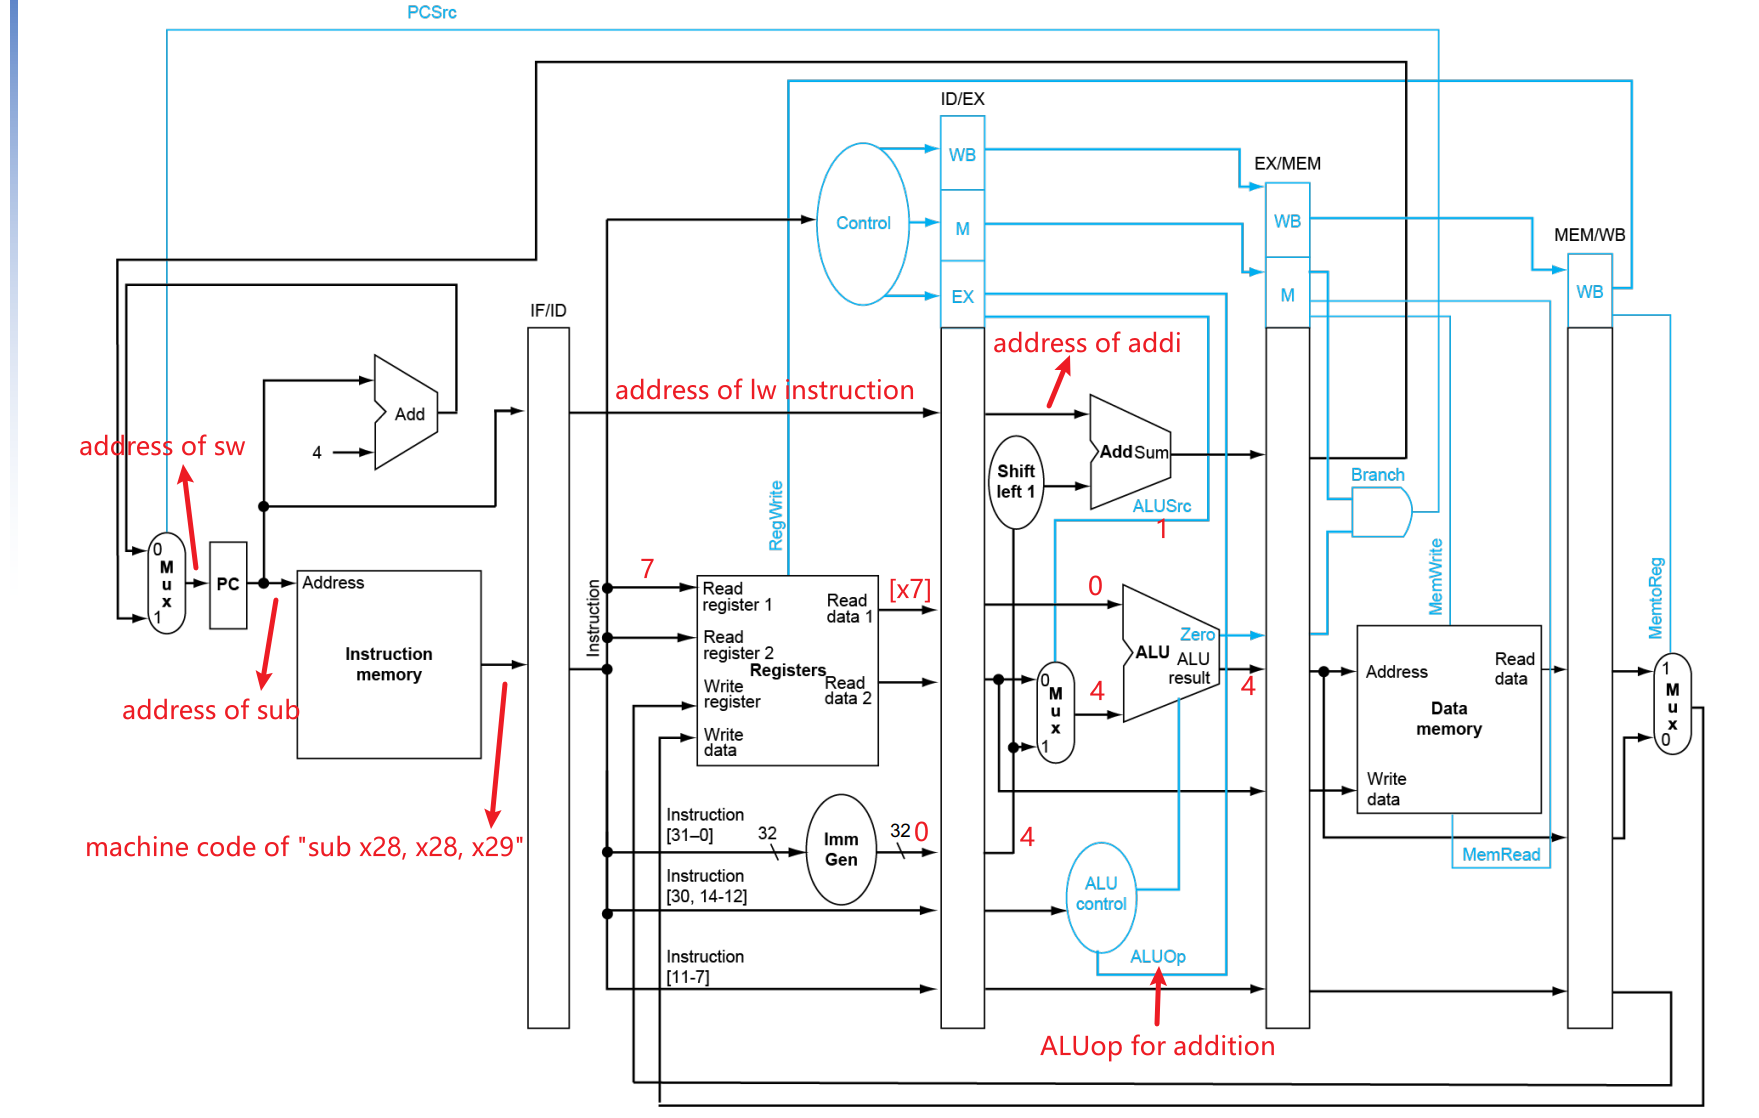 PCSrc
ID/EX
WB
EX/MEM
Control
M
WB
MEM/WB
EX
M
WB
IF/ID
address of addi
address of lw instruction
Add
address of sw
4
Add Sum
Shift
left 1
Branch
RegWrite
ALUSrc
1
MemWrite
MemtoReg
0
M
u
x
1
PC
Address
Instruction
memory
address of sub
machine code of "sub x28, x28, x29"
Instruction
7
Read
register 1
Read
register 2
Registers
Write
register
Write
data
Read
data 1
Read
data 2
[x7]
0
4
0
M
u
x
1
Zero
ALU
ALU
result
4
Address
Read
data
Data
memory
Write
data
MemRead
1
M
u
x
0
Instruction
[31–0]
32
Imm
Gen
32
0
4
Instruction
[30, 14-12]
ALU
control
Instruction
[11-7]
ALUOp
ALUop for addition